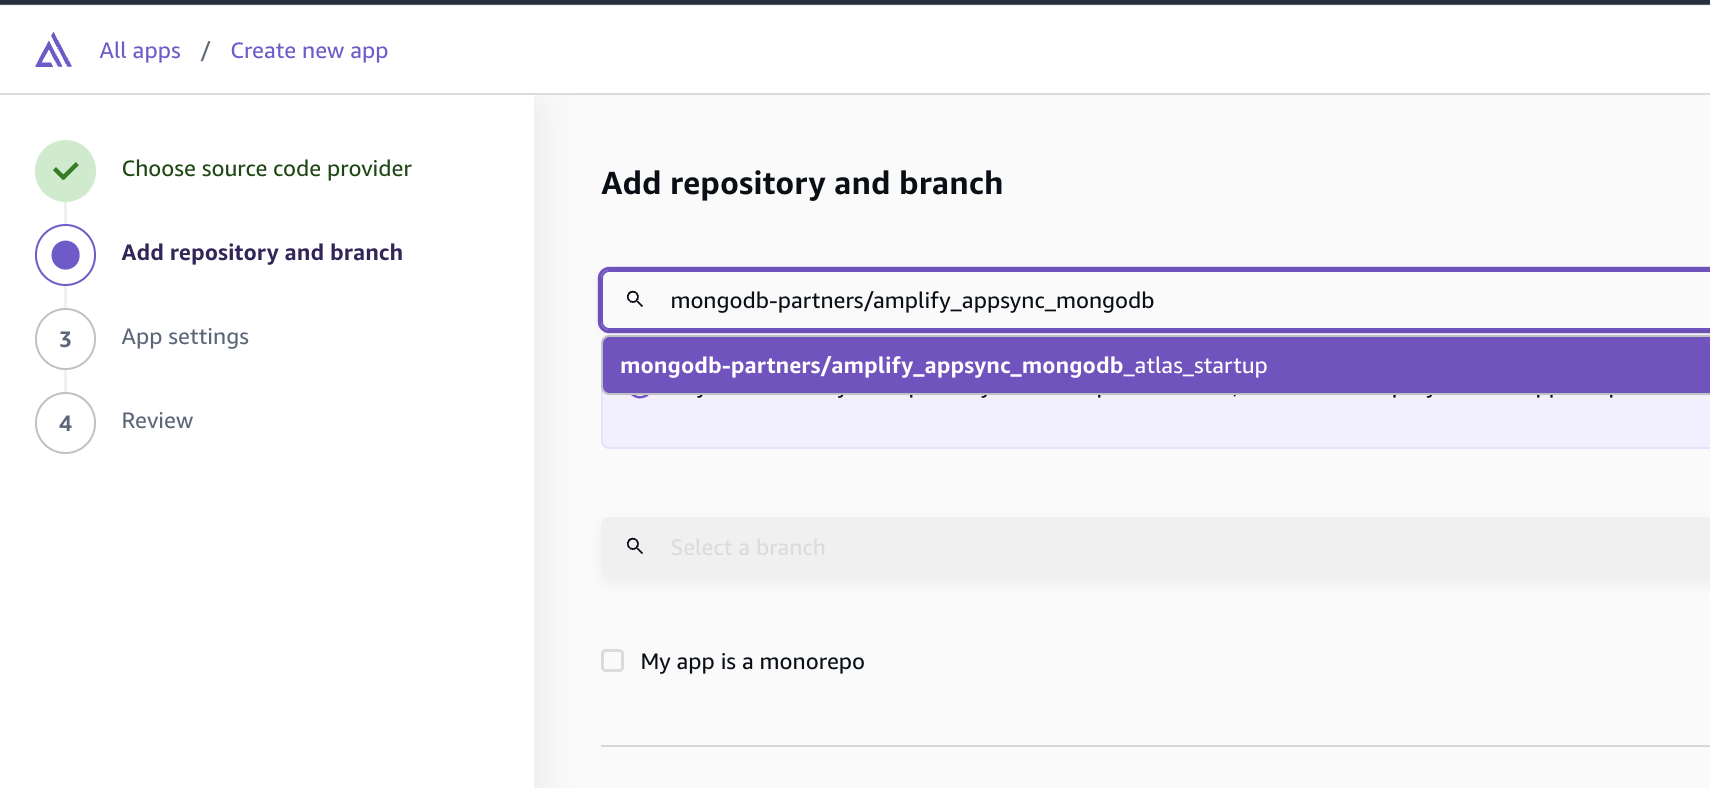 All apps / Create new app
Choose source code provider
Add repository and branch
3 App settings
4 Review
Add repository and branch
mongodb-partners/amplify_appsync_mongodb
mongodb-partners/amplify_appsync_mongodb_atlas_startup
Select a branch
My app is a monorepo